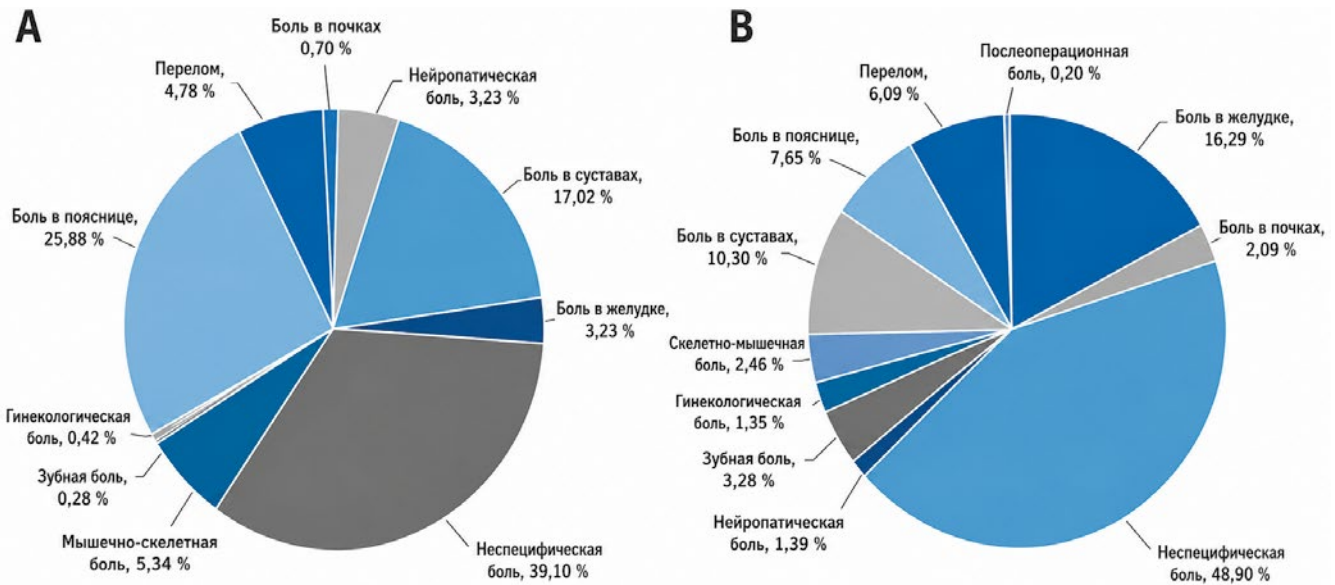 A
Боль в почках
0,70 %
Перелом,
4,78 %
Нейропатическая
боль, 3,23 %
Боль в суставах,
17,02 %
Боль в пояснице,
25,88 %
Боль в желудке,
3,23 %
Гинекологическая
боль, 0,42 %
Зубная боль,
0,28 %
Мышечно-скелетная
боль, 5,34 %
Неспецифическая
боль, 39,10 %
B
Послеоперационная
боль, 0,20 %
Перелом,
6,09 %
Боль в желудке,
16,29 %
Боль в пояснице,
7,65 %
Боль в почках,
2,09 %
Боль в суставах,
10,30 %
Скелетно-мышечная
боль, 2,46 %
Гинекологическая
боль, 1,35 %
Зубная боль,
3,28 %
Нейропатическая
боль, 1,39 %
Неспецифическая
боль, 48,90 %